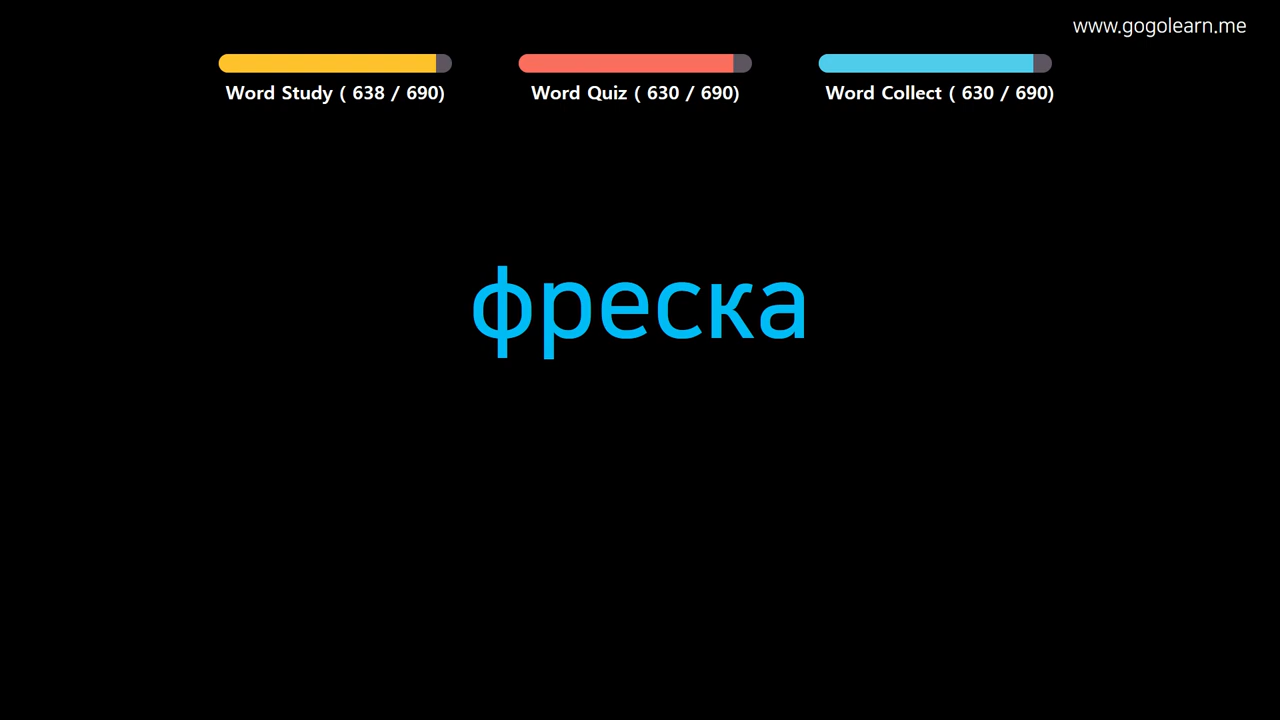 www.gogolearn.me
Word Study ( 638 / 690)
Word Quiz ( 630 / 690)
Word Collect ( 630 / 690)
фреска